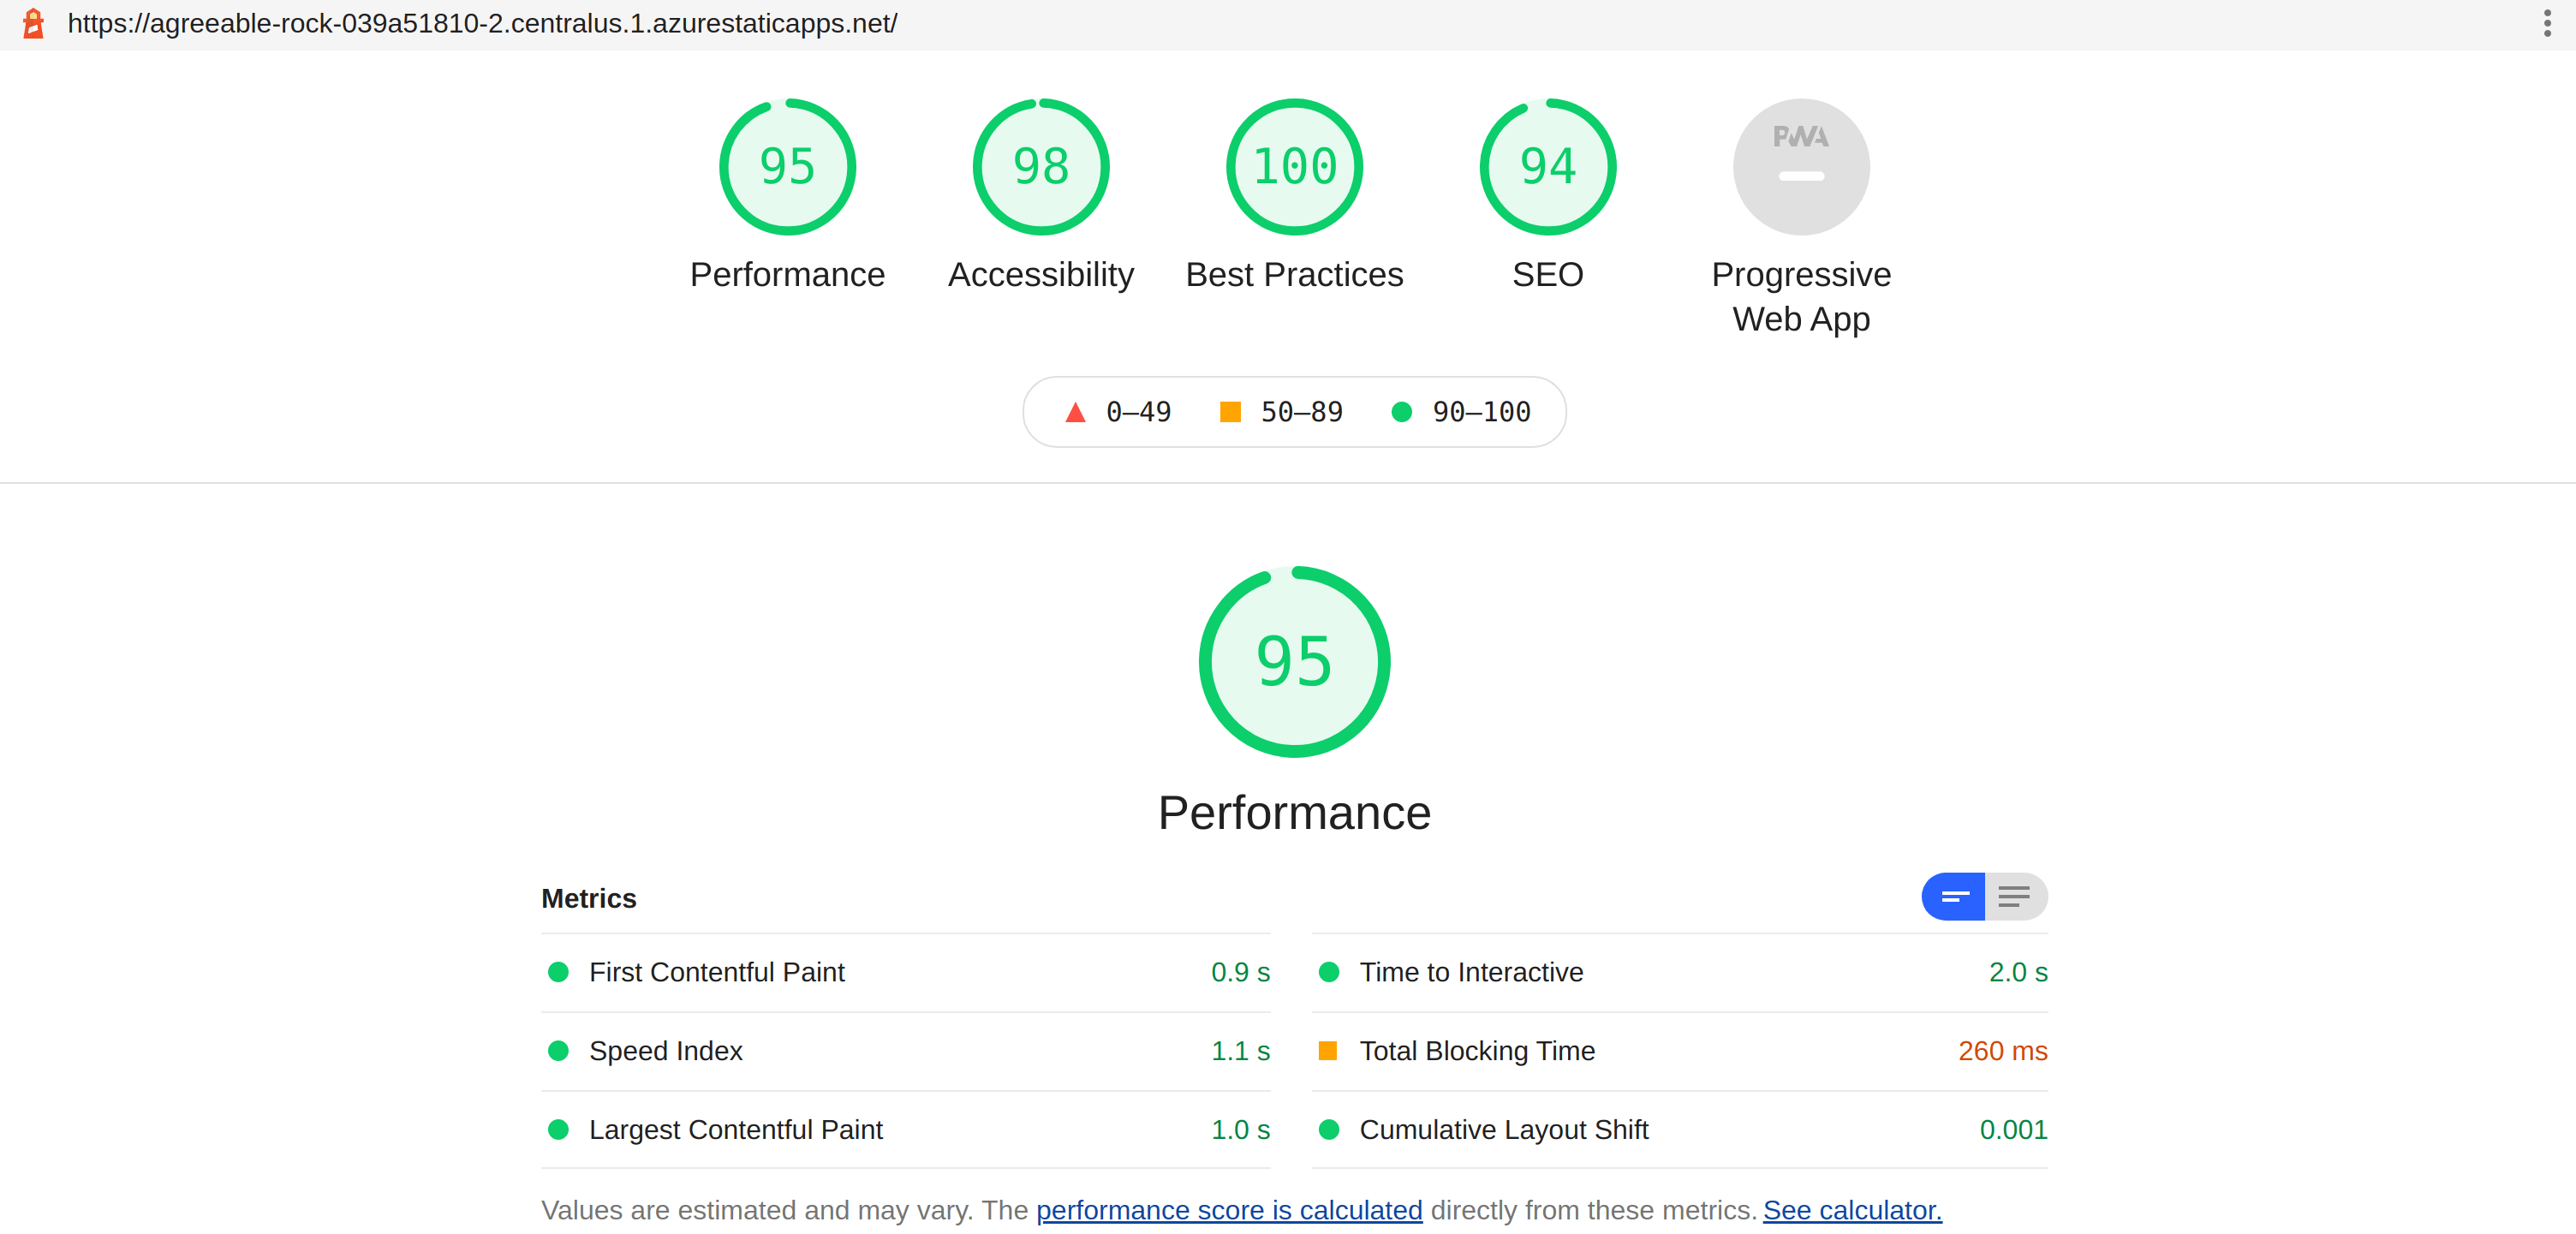 https://agreeable-rock-039a51810-2.centralus.1.azurestaticapps.net/
95
98
100
94
PWA
Performance
Accessibility
Best Practices
SEO
Progressive
Web App
0–49
50–89
90–100
95
Performance
Metrics
First Contentful Paint
0.9 s
Time to Interactive
2.0 s
Speed Index
1.1 s
Total Blocking Time
260 ms
Largest Contentful Paint
1.0 s
Cumulative Layout Shift
0.001
Values are estimated and may vary. The performance score is calculated directly from these metrics. See calculator.